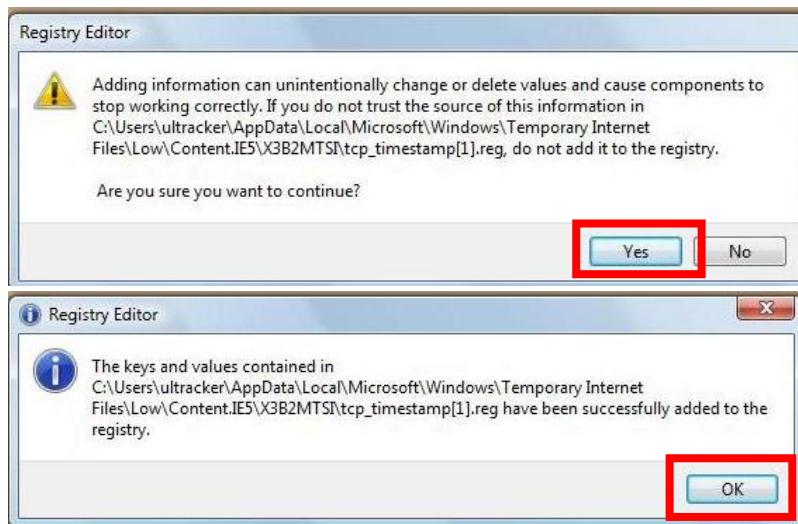 Registry Editor
Adding information can unintentionally change or delete values and cause components to
stop working correctly. If you do not trust the source of this information in
C:\Users\ultracker\AppData\Local\Microsoft\Windows\Temporary Internet
Files\Low\Content.IE5\X3B2MTSI\tcp_timestamp[1].reg, do not add it to the registry.
Are you sure you want to continue?
Yes No
Registry Editor
The keys and values contained in
C:\Users\ultracker\AppData\Local\Microsoft\Windows\Temporary Internet
Files\Low\Content.IE5\X3B2MTSI\tcp_timestamp[1].reg have been successfully added to the
registry.
OK